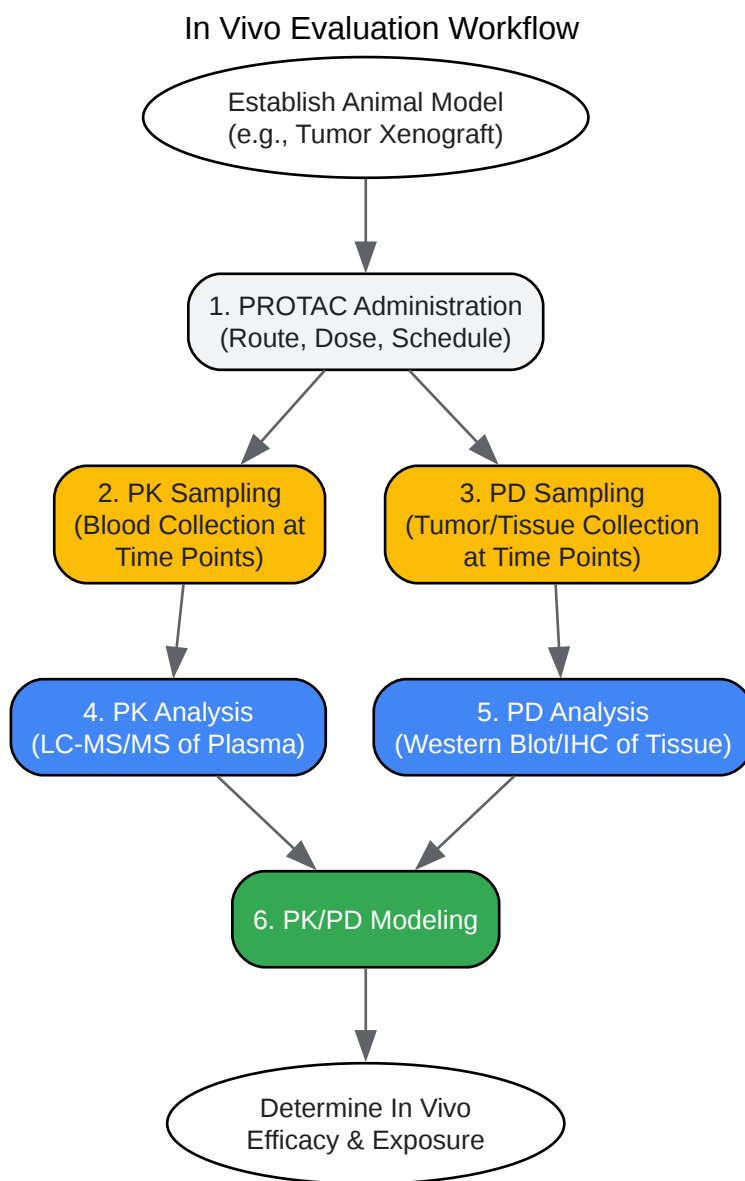 In Vivo Evaluation Workflow
Establish Animal Model
(e.g., Tumor Xenograft)
1. PROTAC Administration
(Route, Dose, Schedule)
2. PK Sampling
(Blood Collection at
Time Points)
3. PD Sampling
(Tumor/Tissue Collection
at Time Points)
4. PK Analysis
(LC-MS/MS of Plasma)
5. PD Analysis
(Western Blot/IHC of Tissue)
6. PK/PD Modeling
Determine In Vivo
Efficacy & Exposure